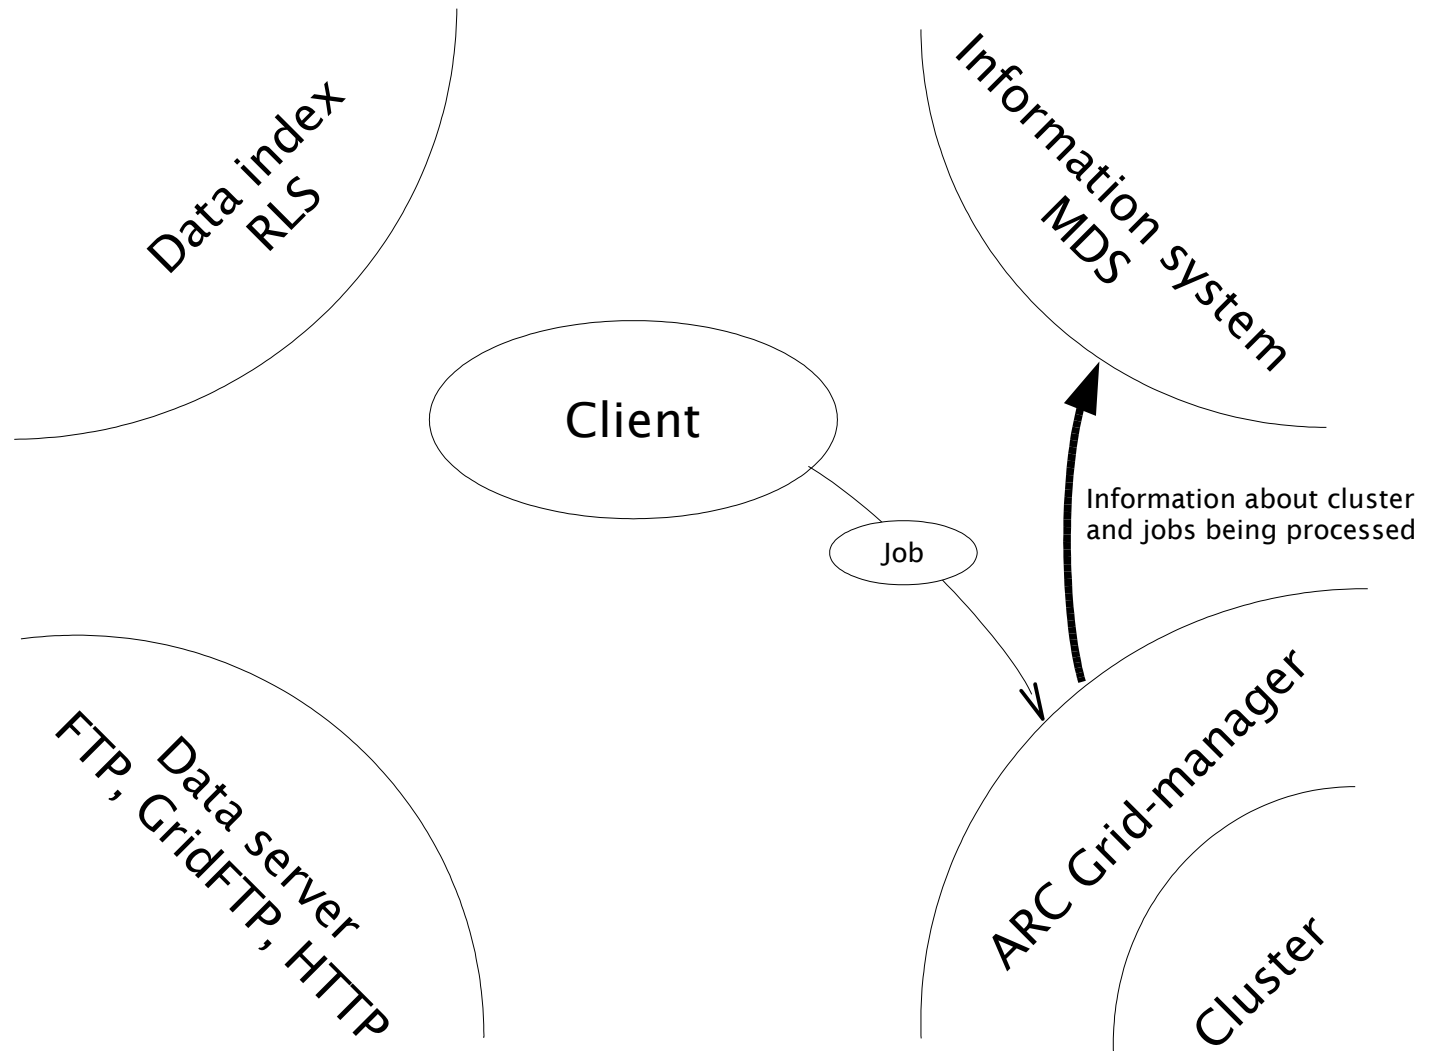 Data index
RLS
Information system
MDS
Client
Information about cluster
and jobs being processed
Job
Data server
FTP, GridFTP, HTTP
ARC Grid-manager
Cluster